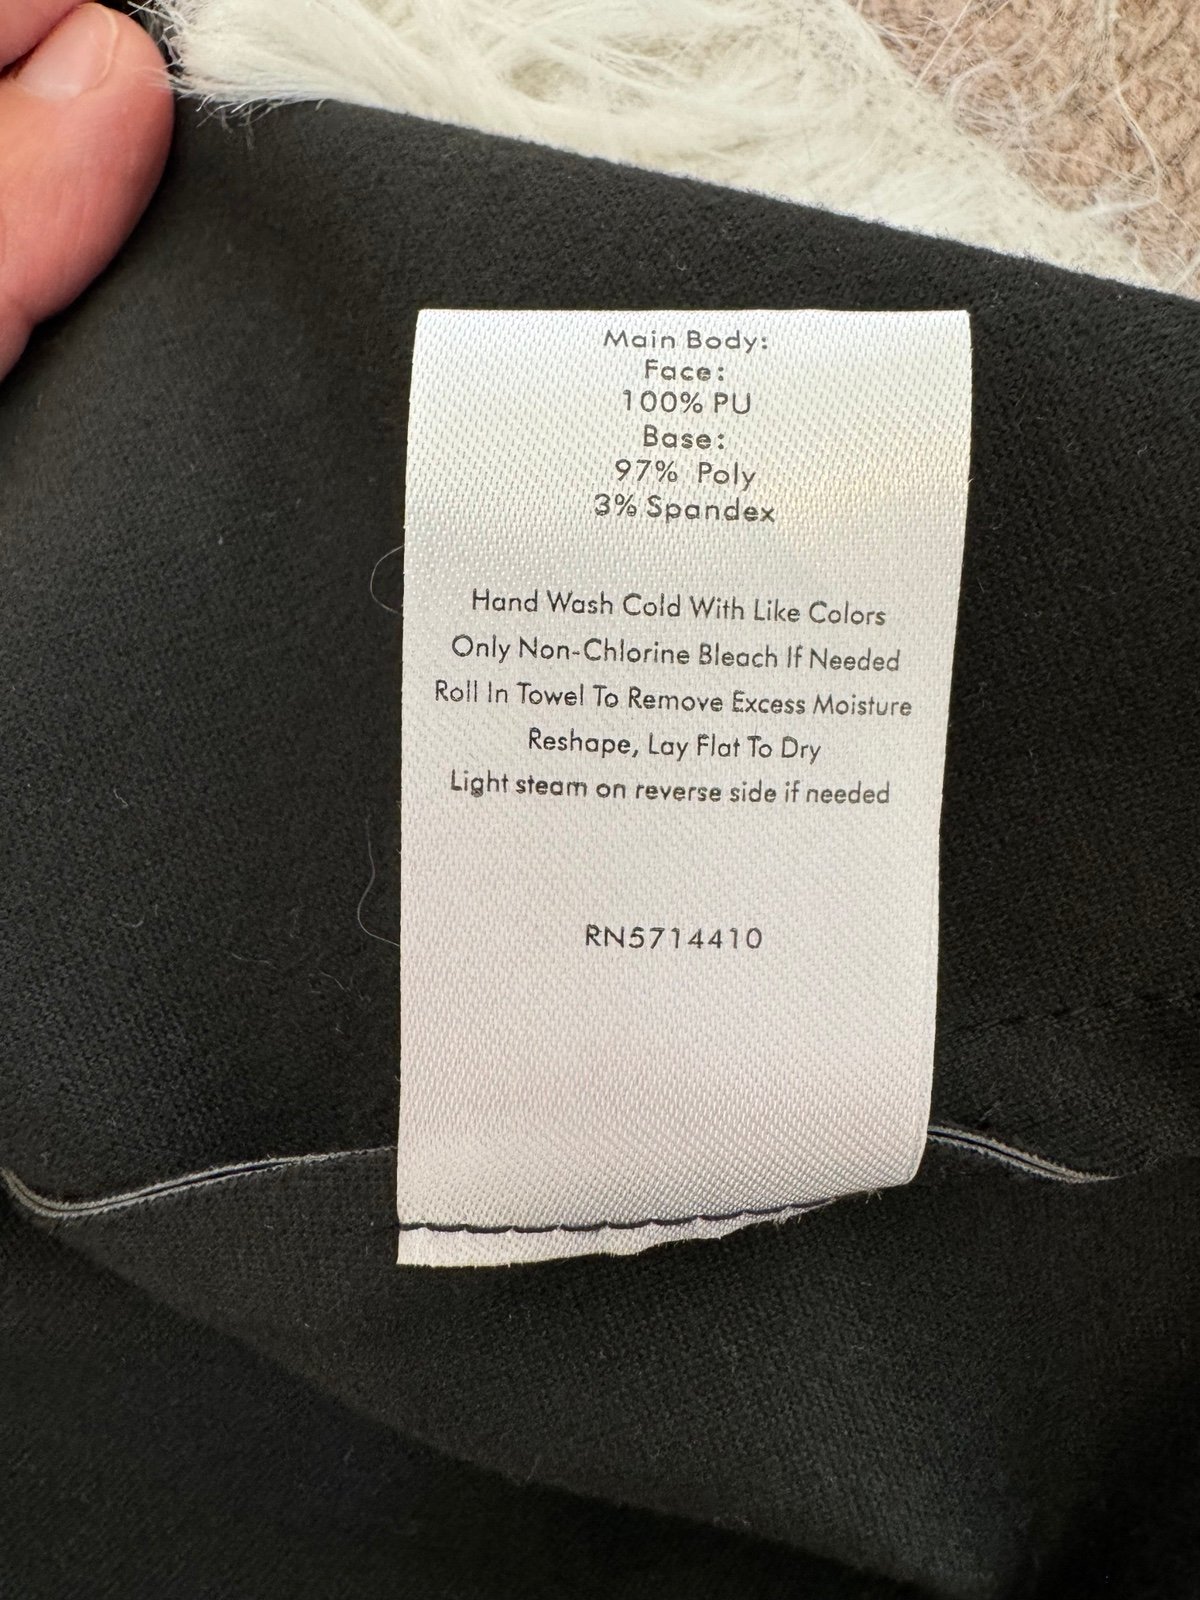 Main Body:
Face:
100% PU
Base:
97% Poly
3% Spandex
Hand Wash Cold With Like Colors
Only Non-Chlorine Bleach If Needed
Roll In Towel To Remove Excess Moisture
Reshape, Lay Flat To Dry
Light steam on reverse side if needed
RN5714410